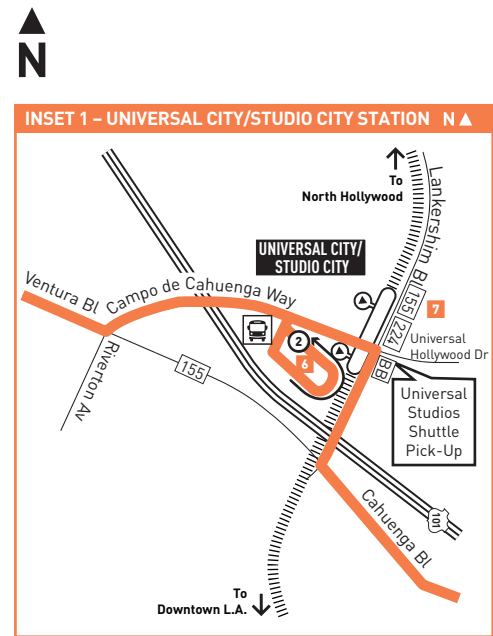 N
INSET 1 – UNIVERSAL CITY/STUDIO CITY STATION N
To
North Hollywood
Lankershim Bl
UNIVERSAL CITY/
STUDIO CITY
Ventura Bl
Campo de Cahuenga Way
155
224
7
2
6
Universal
Hollywood Dr
BB
Riverton Av
155
Universal
Studios
Shuttle
Pick-Up
101
Cahuenga Bl
To
Downtown L.A.